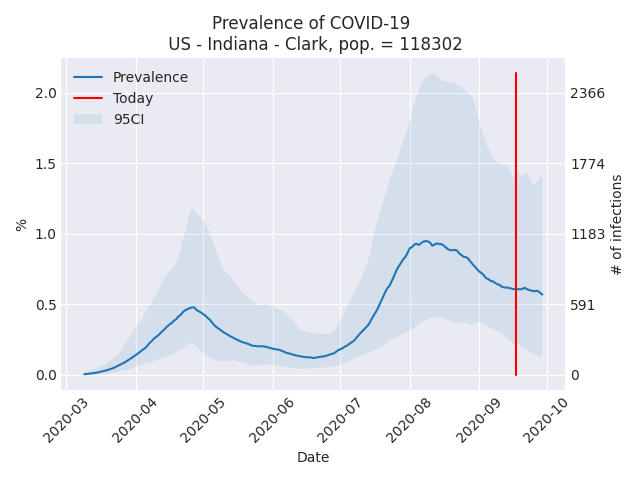 Prevalence of COVID-19
US - Indiana - Clark, pop. = 118302
Prevalence
Today
95CI
2.0
1.5
1.0
0.5
0.0
%
2366
1774
1183
591
0
# of infections
2020-03
2020-04
2020-05
2020-06
2020-07
2020-08
2020-09
2020-10
Date